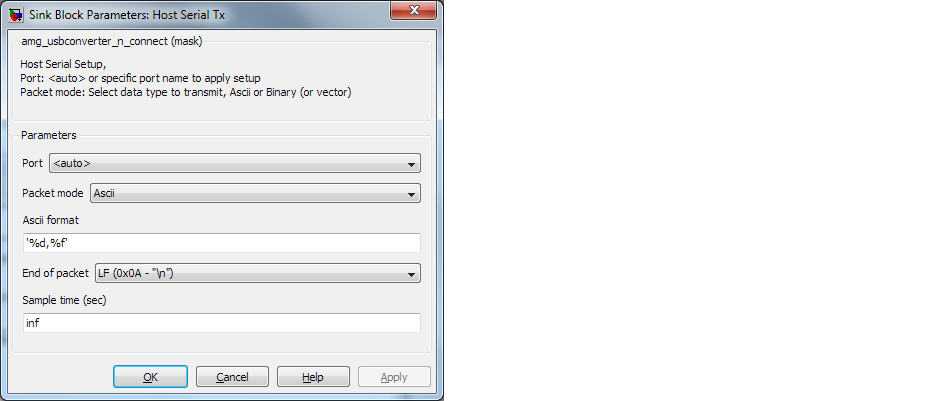 Sink Block Parameters: Host Serial Tx
amg_usbconverter_n_connect (mask)
Host Serial Setup,
Port: <auto> or specific port name to apply setup
Packet mode: Select data type to transmit, Ascii or Binary (or vector)
Parameters
Port <auto>
Packet mode Ascii
Ascii format
'%d,%f'
End of packet LF (0x0A - "\n")
Sample time (sec)
inf
OK Cancel Help Apply